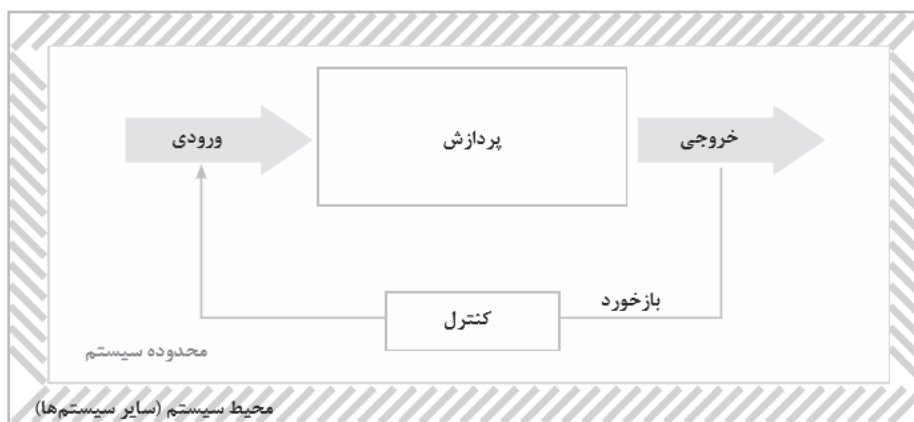 ورودی
پردازش
خروجی
بازخورد
کنترل
محدوده سیستم
محیط سیستم (سایر سیستم‌ها)